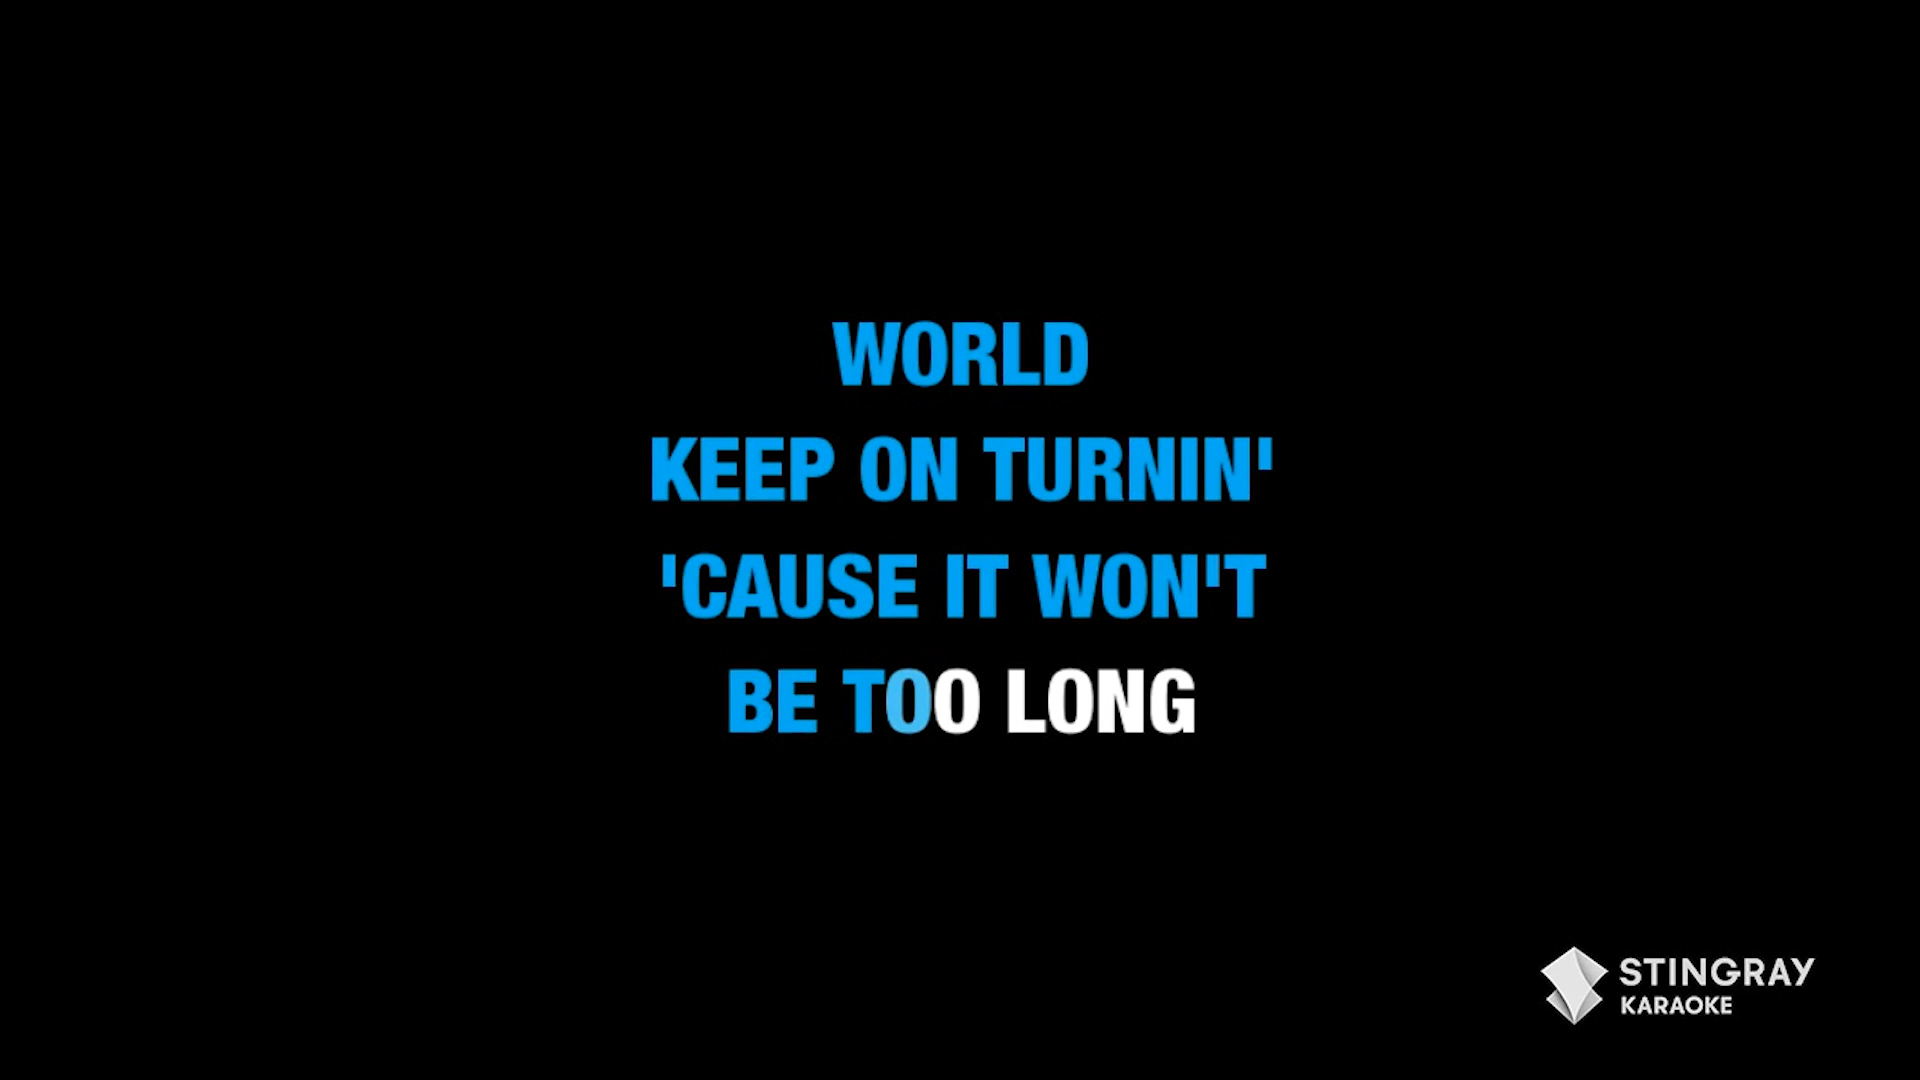 WORLD
KEEP ON TURNIN'
'CAUSE IT WON'T
BE TOO LONG
STINGRAY
KARAOKE